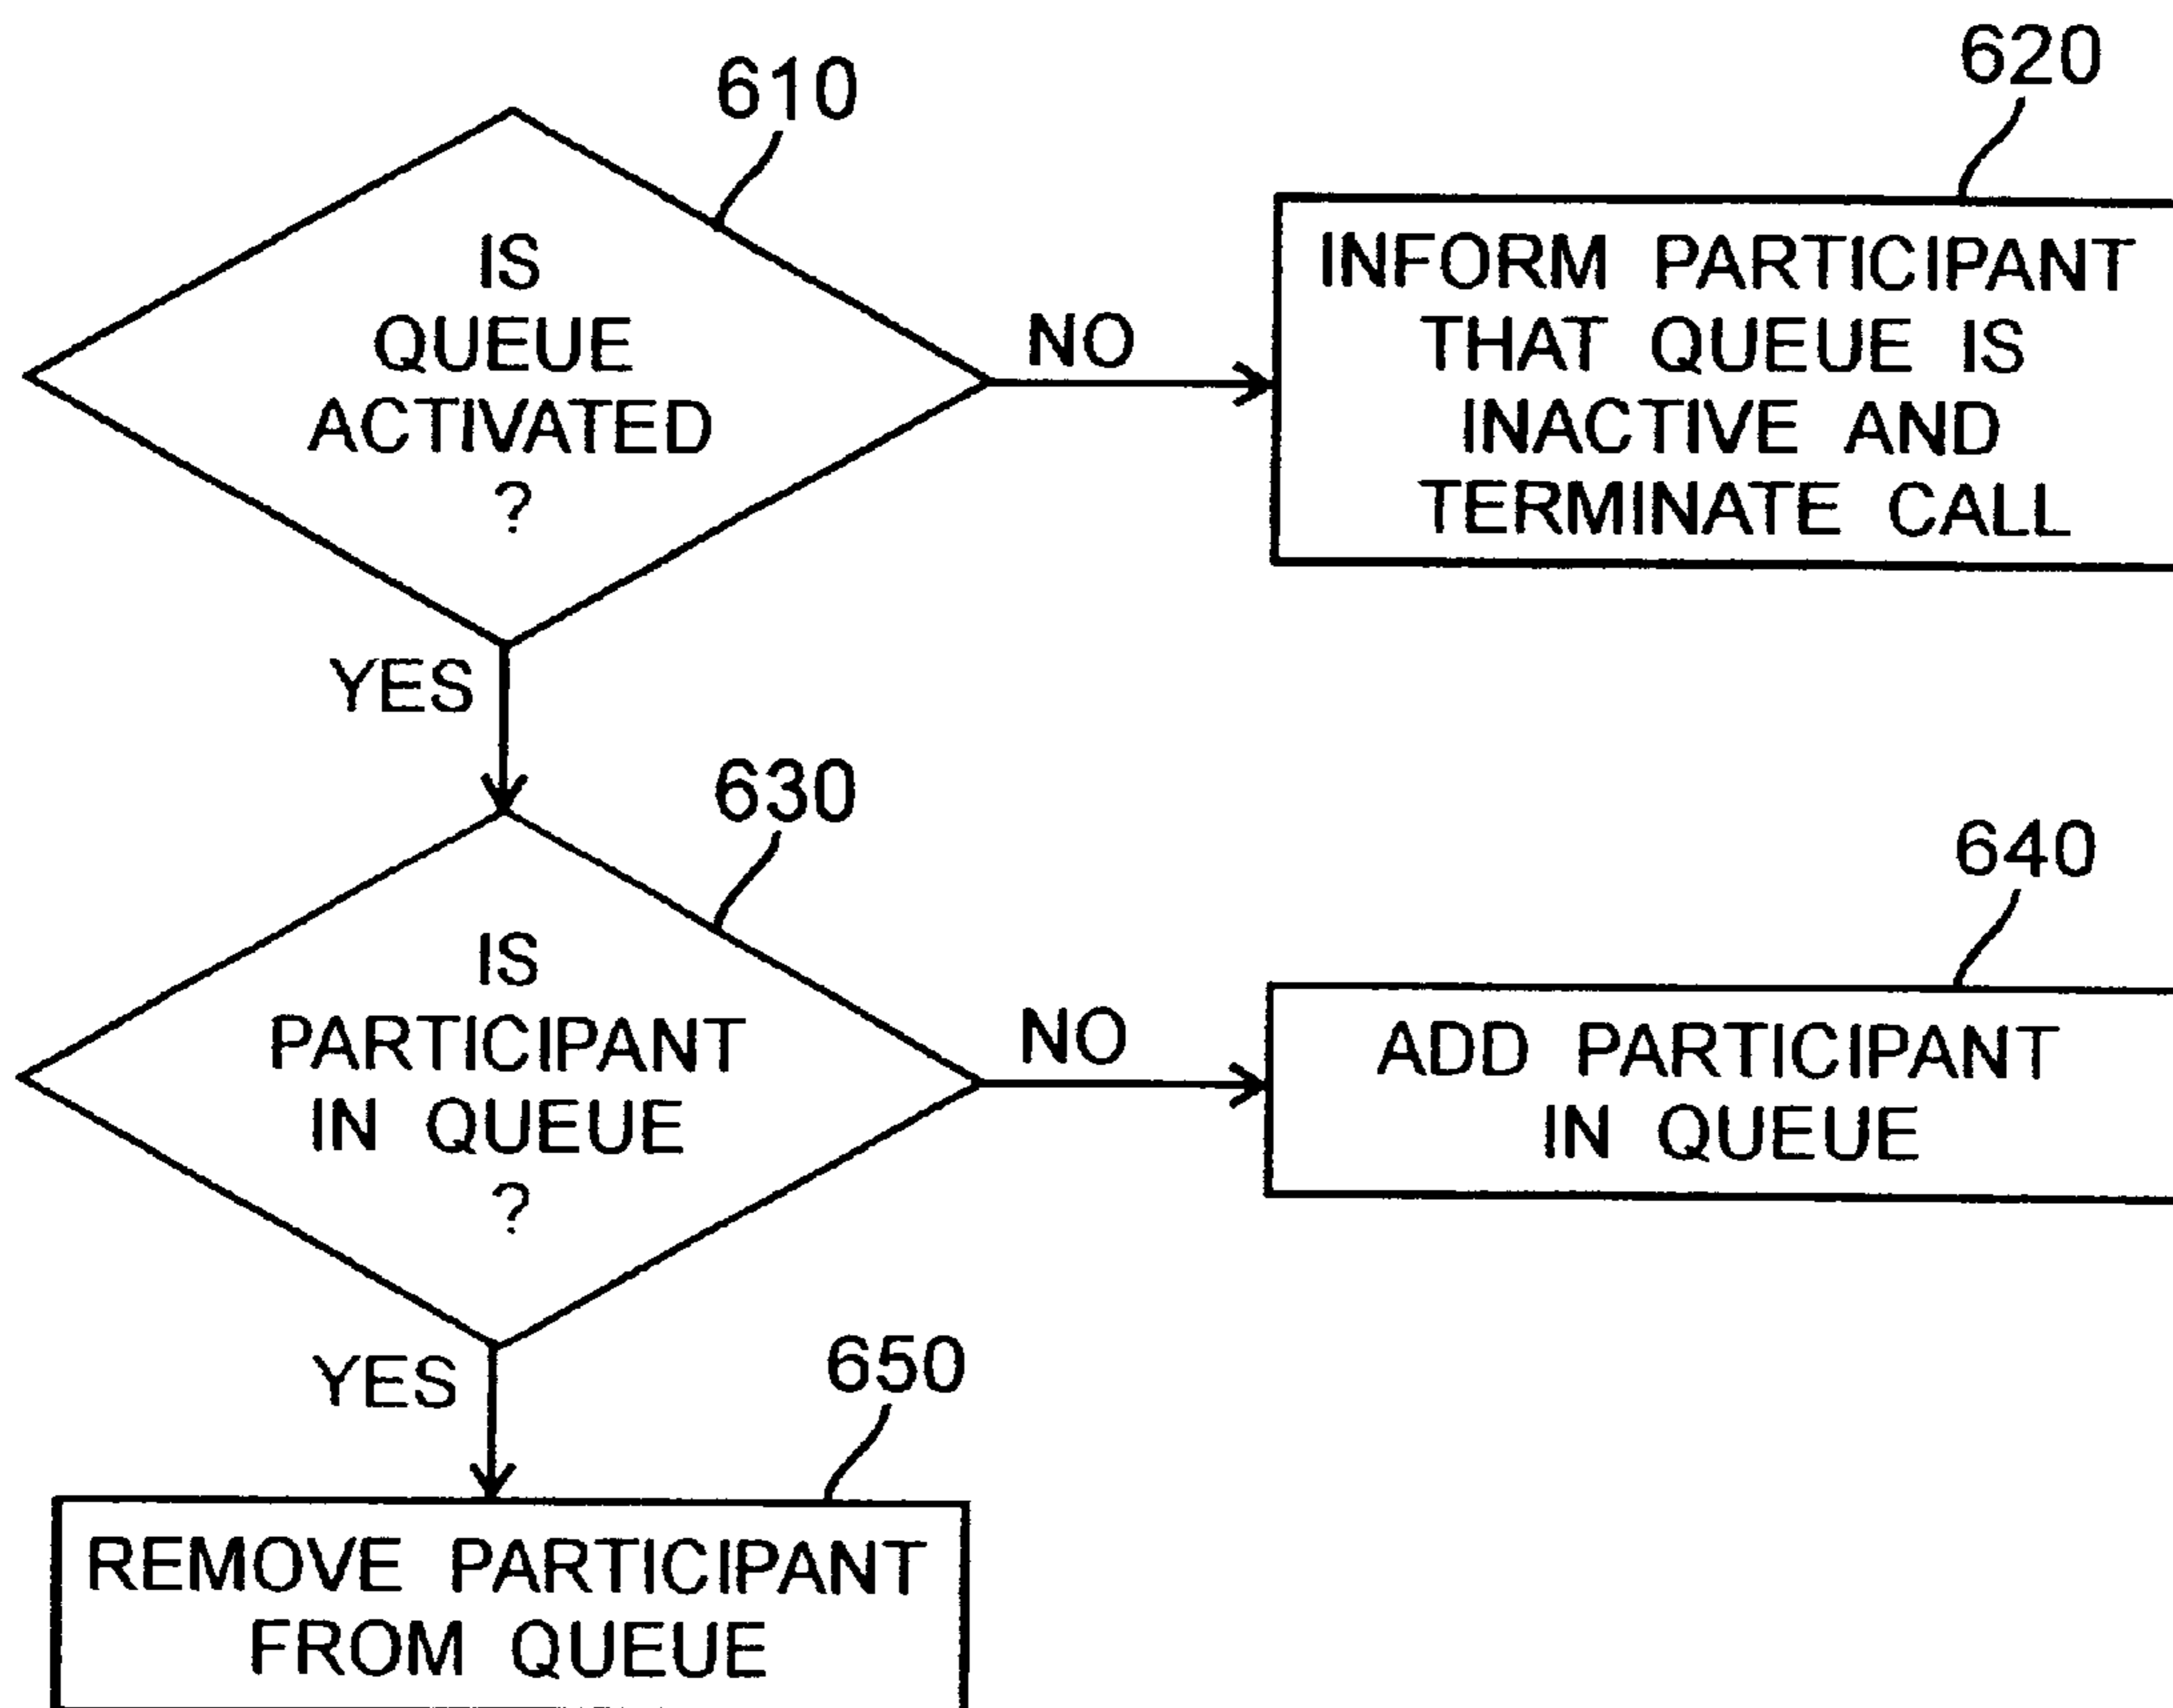 610
IS
QUEUE
ACTIVATED
?
NO
620
INFORM PARTICIPANT
THAT QUEUE IS
INACTIVE AND
TERMINATE CALL
YES
630
IS
PARTICIPANT
IN QUEUE
?
NO
640
ADD PARTICIPANT
IN QUEUE
YES
650
REMOVE PARTICIPANT
FROM QUEUE